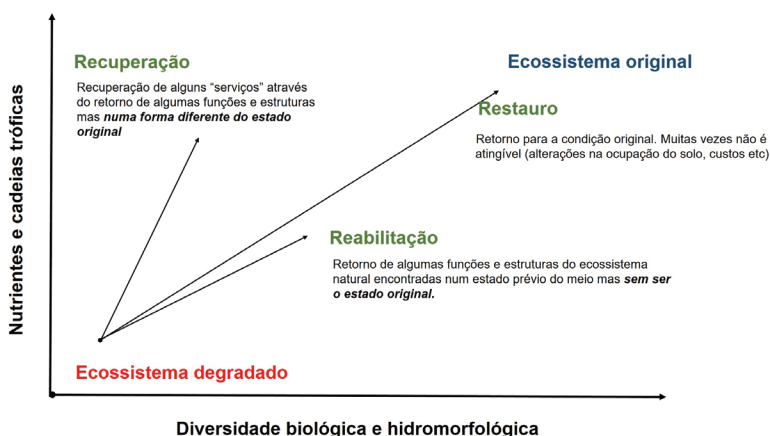 Nutrientes e cadeias tróficas
Recuperação
Recuperação de alguns “serviços” através
do retorno de algumas funções e estruturas
mas numa forma diferente do estado
original
Ecossistema original
Restauro
Retorno para a condição original. Muitas vezes não é
atingível (alterações na ocupação do solo, custos etc)
Reabilitação
Retorno de algumas funções e estruturas do ecossistema
natural encontradas num estado prévio do meio mas sem ser
o estado original.
Ecossistema degradado
Diversidade biológica e hidromorfológica